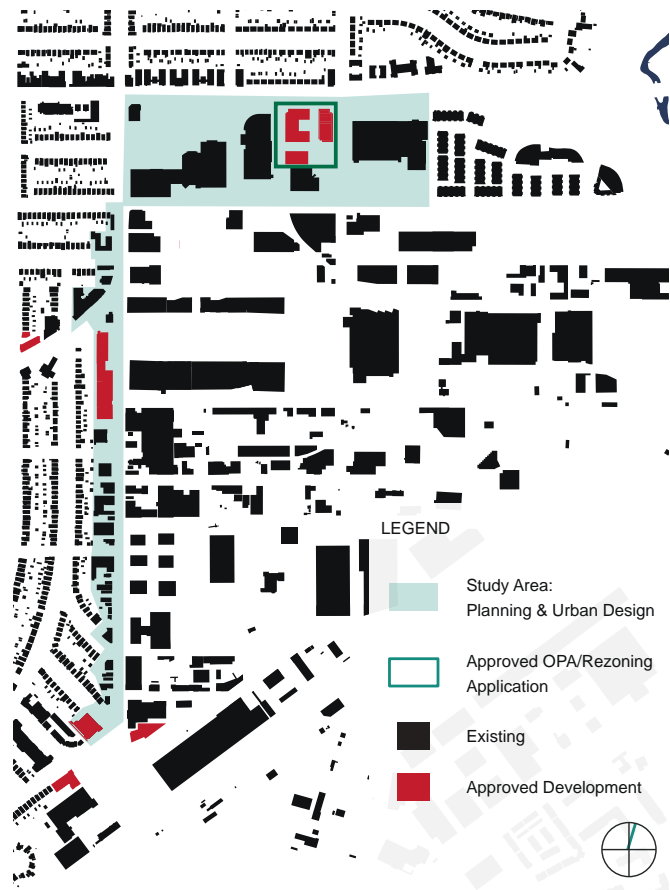 LEGEND
Study Area:
Planning & Urban Design
Approved OPA/Rezoning
Application
Existing
Approved Development